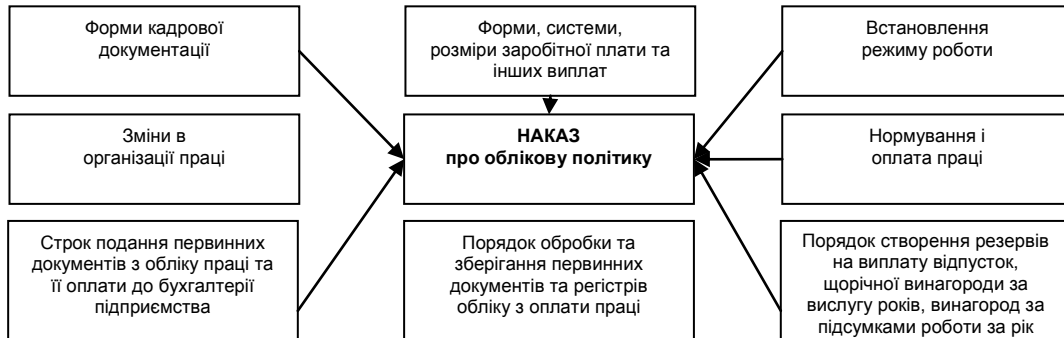 Форми кадрової
документації
Форми, системи,
розміри заробітної плати та
інших виплат
Встановлення
режиму роботи
Зміни в
організації праці
НАКАЗ
про облікову політику
Нормування і
оплата праці
Строк подання первинних
документів з обліку праці та
її оплати до бухгалтерії
підприємства
Порядок обробки та
зберігання первинних
документів та регістрів
обліку з оплати праці
Порядок створення резервів
на виплату відпусток,
щорічної винагороди за
вислугу років, винагород за
підсумками роботи за рік